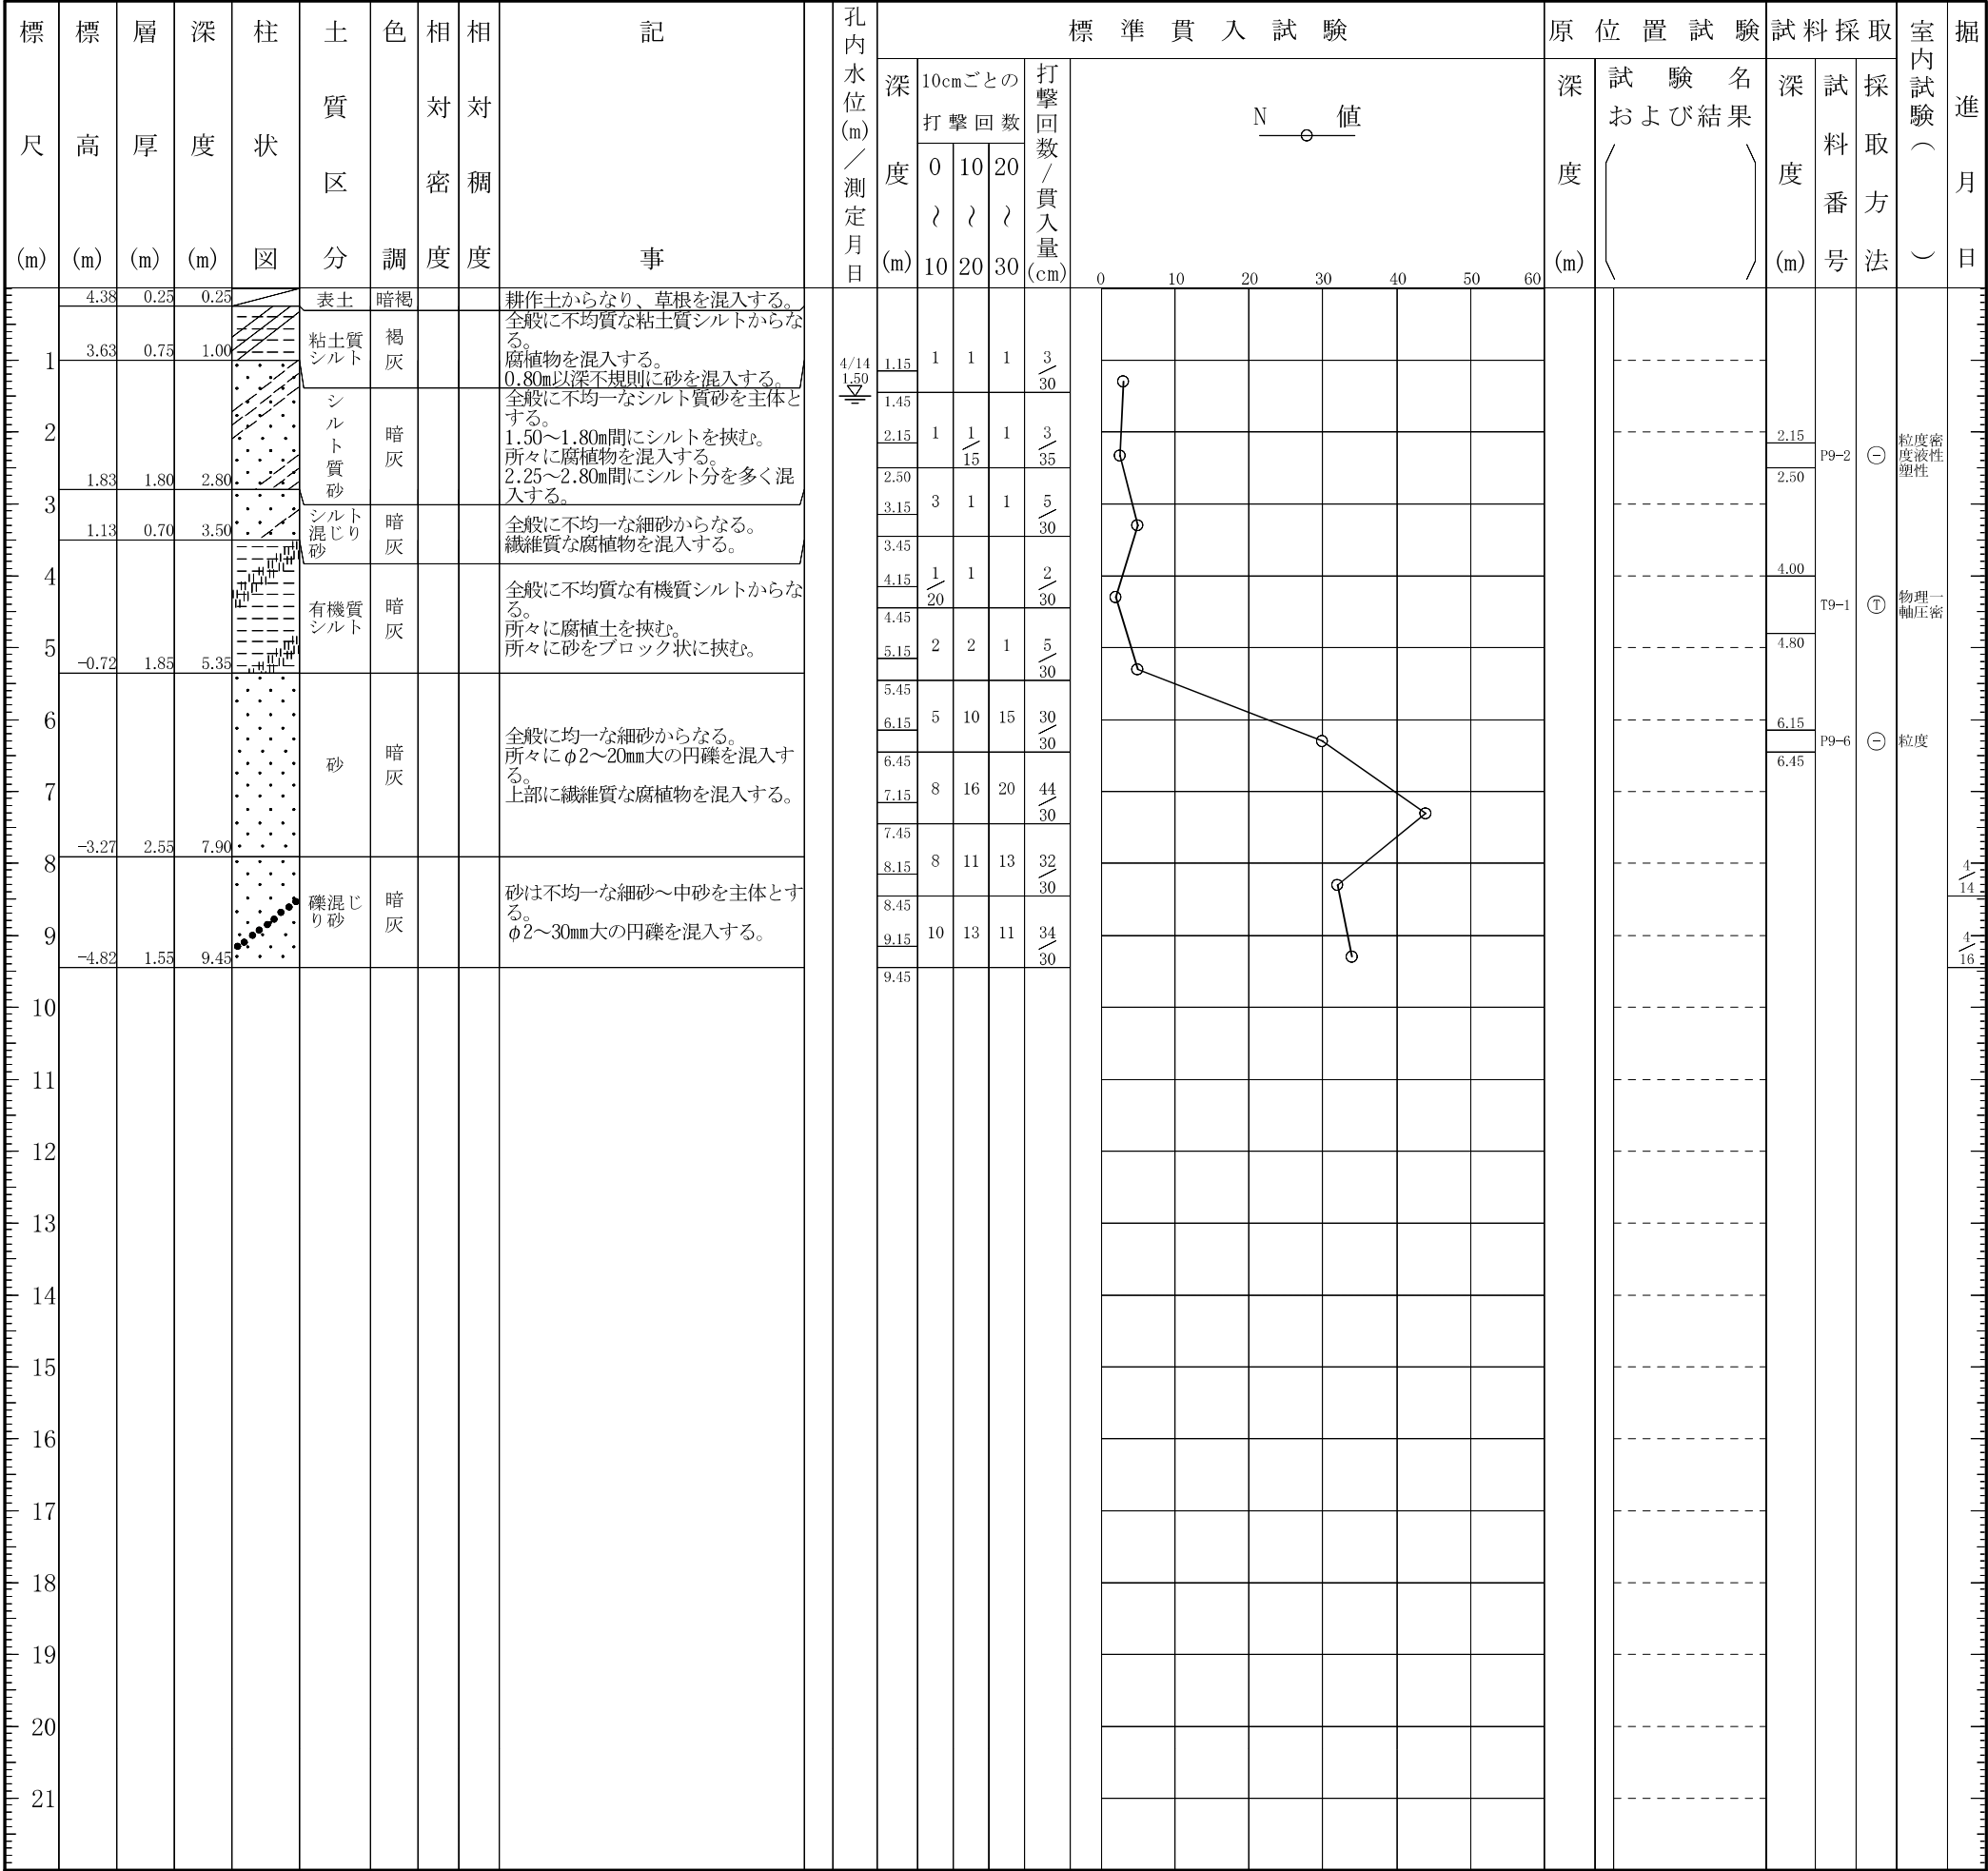 標尺(m)
標高(m)
層厚(m)
深度(m)
柱状図
土質区分
色調
相対密度
相対稠度
記事
孔内水位(m)／測定月日
標準貫入試験
深度(m)
10cmごとの
打撃回数
0〜10
10〜20
20〜30
打撃回数/貫入量(cm)
N 値
0 10 20 30 40 50 60
原位置試験
深度(m)
試験名
および結果
試料採取
深度(m)
試料番号
採取方法
室内試験（）
掘進月日
4.38 0.25 0.25
表土
暗褐
耕作土からなり、草根を混入する。
3.63 0.75 1.00
粘土質
シルト
褐灰
全般に不均質な粘土質シルトからな
る。
腐植物を混入する。
0.80m以深不規則に砂を混入する。
1.83 1.80 2.80
シルト質砂
暗灰
全般に不均一なシルト質砂を主体と
する。
1.50〜1.80m間にシルトを挟む。
所々に腐植物を混入する。
2.25〜2.80m間にシルト分を多く混
入する。
1.13 0.70 3.50
シルト
混じり
砂
暗灰
全般に不均一な細砂からなる。
繊維質な腐植物を混入する。
-0.72 1.85 5.35
有機質
シルト
暗灰
全般に不均質な有機質シルトからな
る。
所々に腐植土を挟む。
所々に砂をブロック状に挟む。
-3.27 2.55 7.90
砂
暗灰
全般に均一な細砂からなる。
所々にφ2〜20mm大の円礫を混入す
る。
上部に繊維質な腐植物を混入する。
-4.82 1.55 9.45
礫混じ
り砂
暗灰
砂は不均一な細砂〜中砂を主体とす
る。
φ2〜30mm大の円礫を混入する。
4/14
1.50
1.15 1 1 1 3/30
1.45
2.15 1 1/15 1 3/35
2.50
3.15 3 1 1 5/30
3.45
4.15 1/20 1 2/30
4.45
5.15 2 2 1 5/30
5.45
6.15 5 10 15 30/30
6.45
7.15 8 16 20 44/30
7.45
8.15 8 11 13 32/30
8.45
9.15 10 13 11 34/30
9.45
2.15
2.50
P9-2
−
粒度密
度液性
塑性
4.00
4.80
T9-1
T
物理一
軸圧密
6.15
6.45
P9-6
−
粒度
4/14
4/16
1
2
3
4
5
6
7
8
9
10
11
12
13
14
15
16
17
18
19
20
21